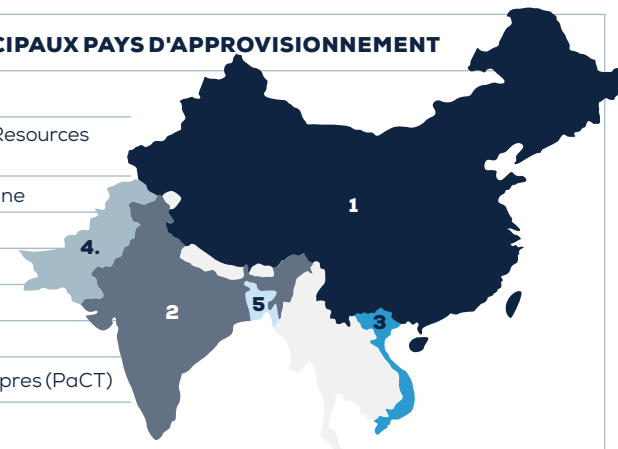 CIPAUX PAYS D'APPROVISIONNEMENT
Resources
ne
pres (PaCT)
1
4.
2
5
3